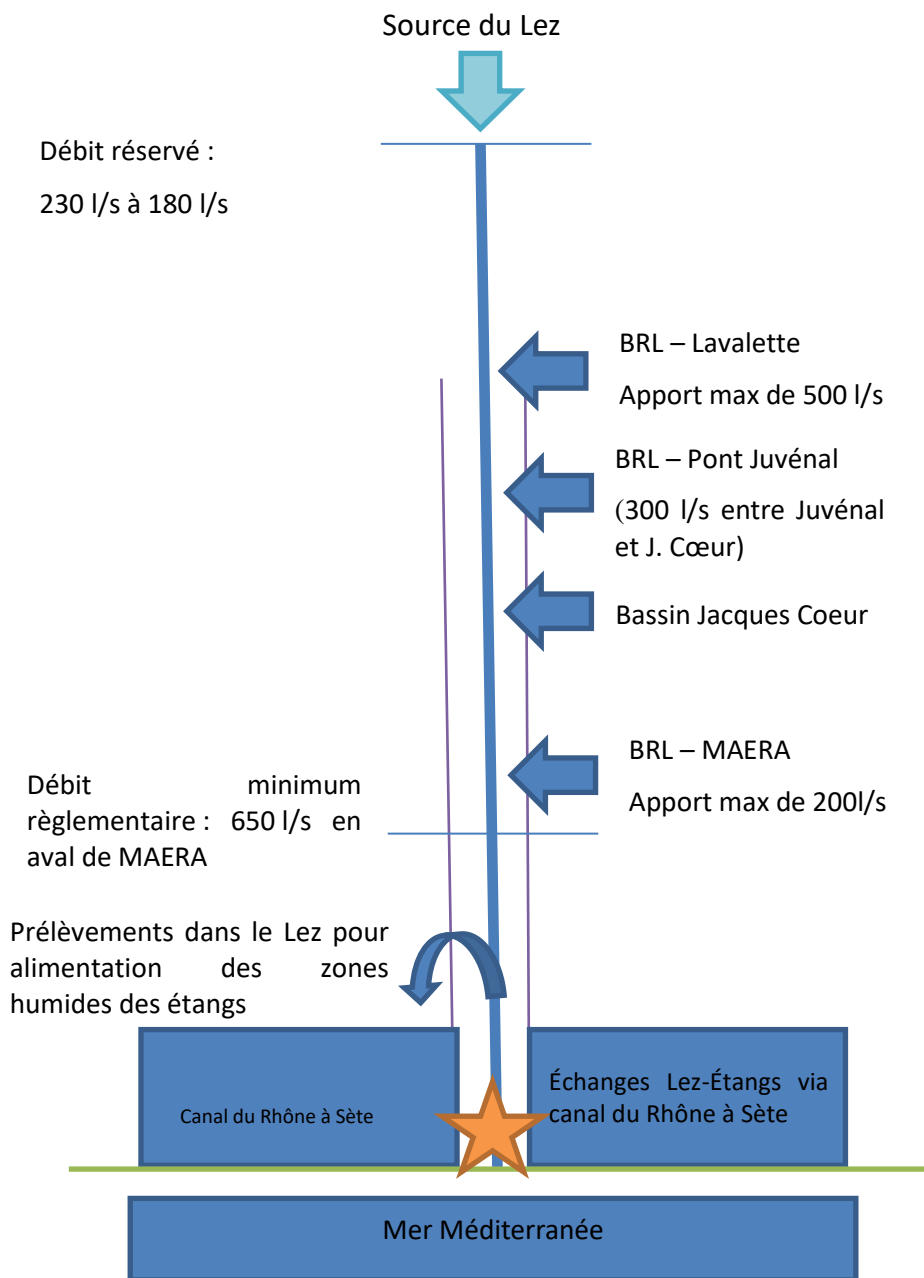 Source du Lez
Débit réservé :
230 l/s à 180 l/s
BRL – Lavalette
Apport max de 500 l/s
BRL – Pont Juvénal
(300 l/s entre Juvénal
et J. Cœur)
Bassin Jacques Coeur
BRL – MAERA
Apport max de 200l/s
Débit minimum
règlementaire : 650 l/s en
aval de MAERA
Prélèvements dans le Lez pour
alimentation des zones
humides des étangs
Canal du Rhône à Sète
Échanges Lez-Étangs via
canal du Rhône à Sète
Mer Méditerranée